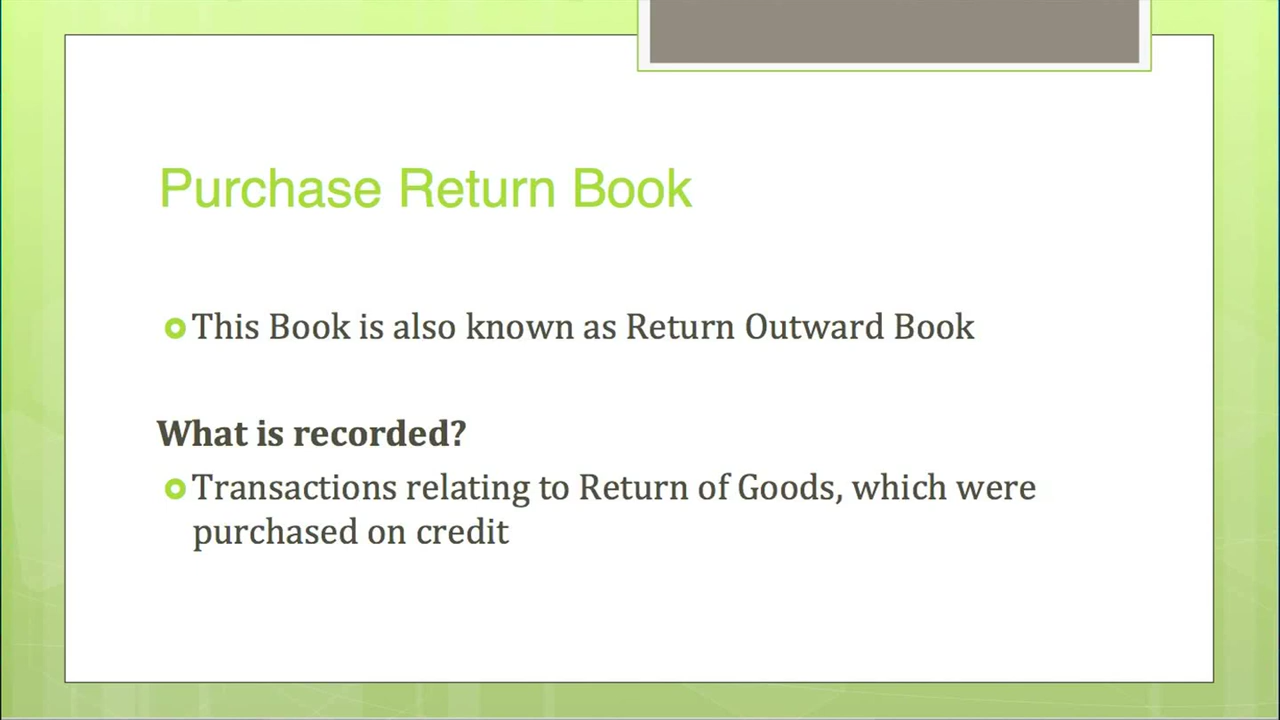 Purchase Return Book
This Book is also known as Return Outward Book
What is recorded?
Transactions relating to Return of Goods, which were
purchased on credit